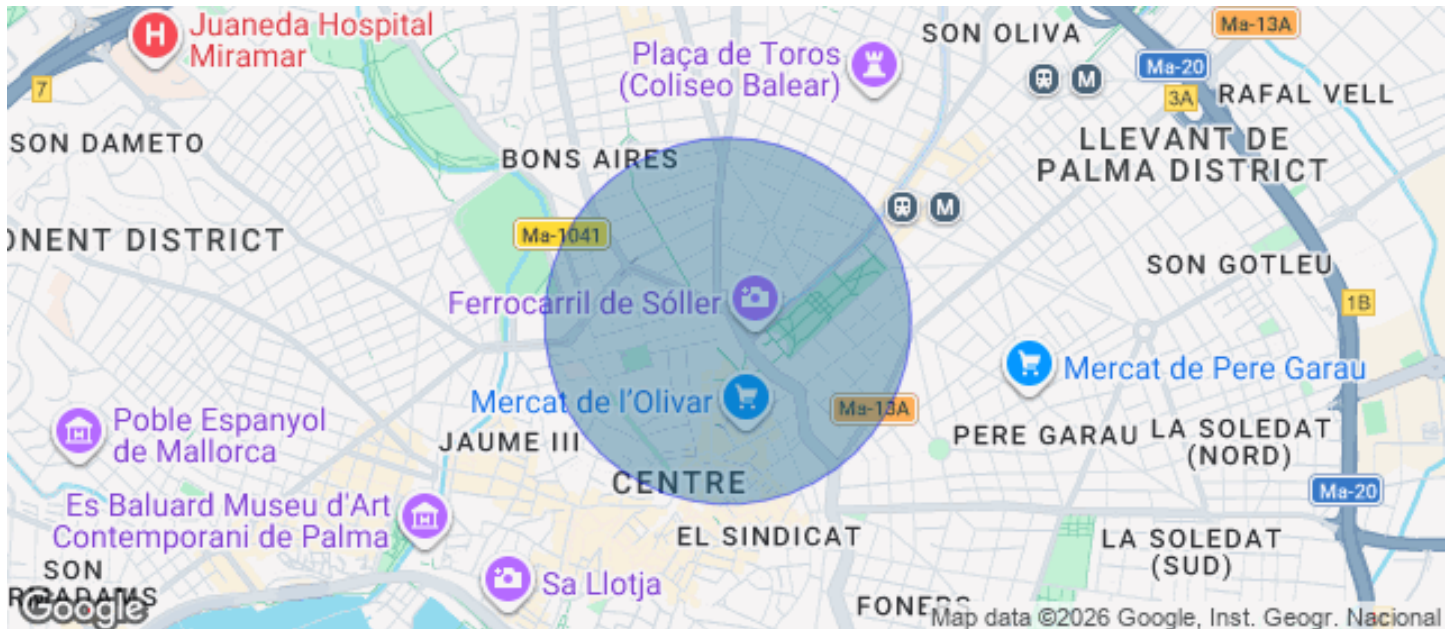 Juaneda Hospital
Miramar
SON OLIVA
Ma-13A
Plaça de Toros
(Coliseo Balear)
Ma-20
7
3A
RAFAL VELL
M
SON DAMETO
BONS AIRES
LLEVANT DE
PALMA DISTRICT
M
Ma-1041
ONENT DISTRICT
SON GOTLEU
Ferrocarril de Sóller
1B
Mercat de Pere Garau
Mercat de l'Olivar
Ma-13A
Poble Espanyol
de Mallorca
JAUME III
PERE GARAU
LA SOLEDAT
(NORD)
CENTRE
Ma-20
Es Baluard Museu d'Art
Contemporani de Palma
EL SINDICAT
LA SOLEDAT
(SUD)
SON
Sa Llotja
Google
FONERS
Map data ©2026 Google, Inst. Geogr. Nacional